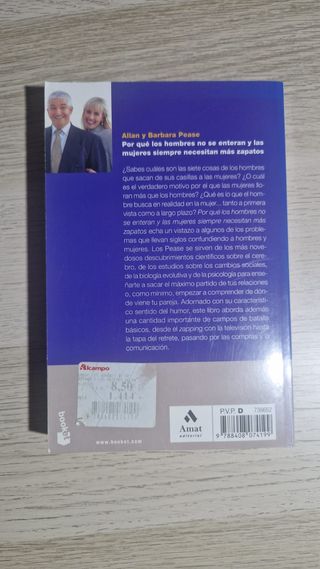 Allan y Barbara Pease
Por qué los hombres no se enteran y las
mujeres siempre necesitan más zapatos
¿Sabes cuáles son las siete cosas de los hombres
que sacan de sus casillas a las mujeres? ¿O cuál
es el verdadero motivo por el que las mujeres llo-
ran más que los hombres? ¿Qué es lo que el hom-
bre busca en realidad en la mujer... tanto a primera
vista como a largo plazo? Por qué los hombres no
se enteran y las mujeres siempre necesitan más
zapatos echa un vistazo a algunos de los proble-
mas que llevan siglos confundiendo a hombres y
mujeres. Los Pease se sirven de los más nove-
dosos descubrimientos científicos sobre el cere-
bro, de los estudios sobre los cambios sociales,
de la biología evolutiva y de la psicología para ense-
ñarte a sacar el máximo partido de tus relaciones
o, como mínimo, empezar a comprender de dón-
de viene tu pareja. Adornado con su característi-
co sentido del humor, este libro aborda además
una cantidad importante de campos de batalla
básicos, desde el zapping con la televisión hasta
la tapa del retrete, pasando por las compras y la
comunicación.
Alcampo
8,50
1.414
booket
www.booket.com
Amat
editorial
P.V.P. D 739652
9 788408 074199